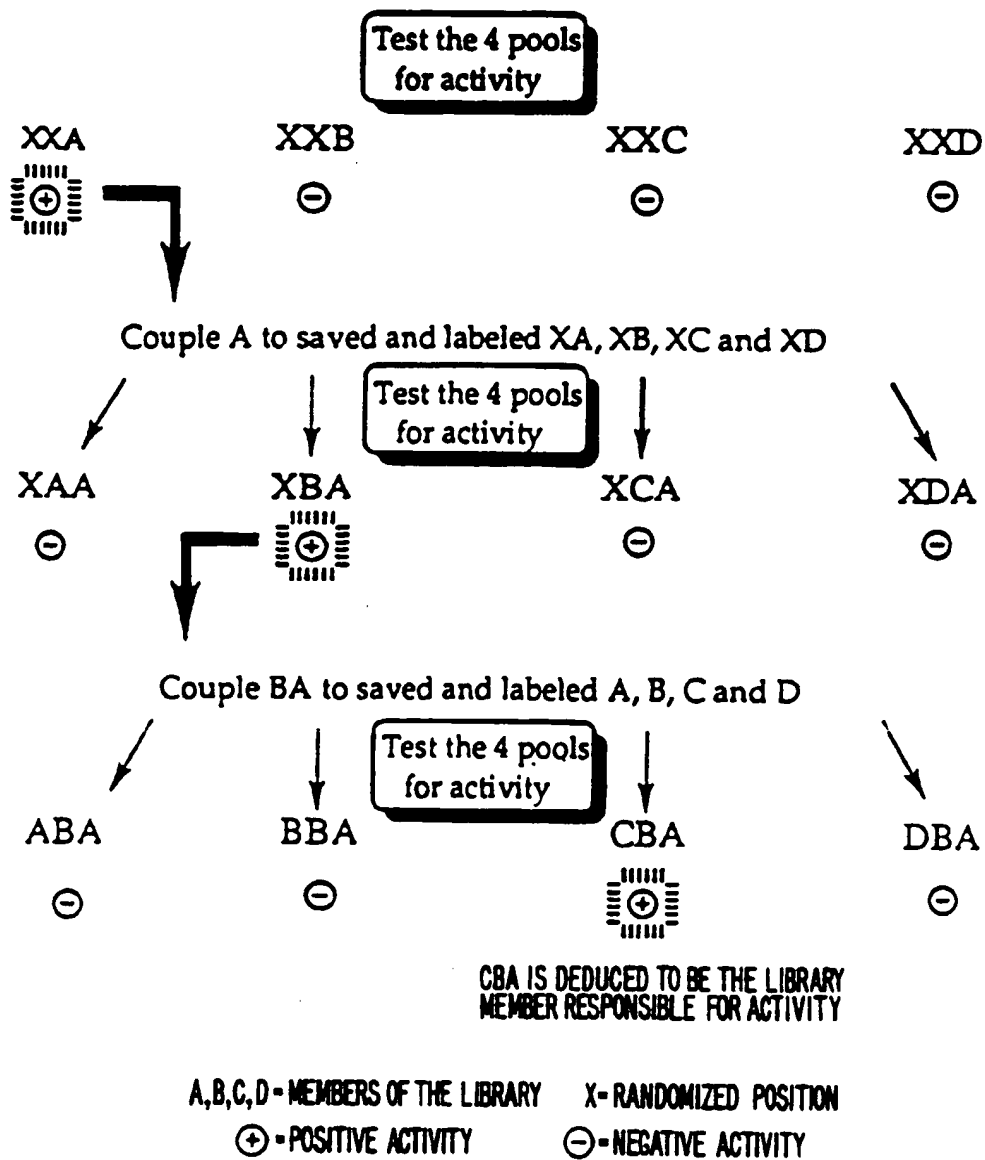 Test the 4 pools
for activity
XXA XXB XXC XXD
+ − − −
Couple A to saved and labeled XA, XB, XC and XD
Test the 4 pools
for activity
XAA XBA XCA XDA
− + − −
Couple BA to saved and labeled A, B, C and D
Test the 4 pools
for activity
ABA BBA CBA DBA
− − + −
CBA IS DEDUCED TO BE THE LIBRARY
MEMBER RESPONSIBLE FOR ACTIVITY
A,B,C,D = MEMBERS OF THE LIBRARY X= RANDOMIZED POSITION
+ = POSITIVE ACTIVITY − = NEGATIVE ACTIVITY